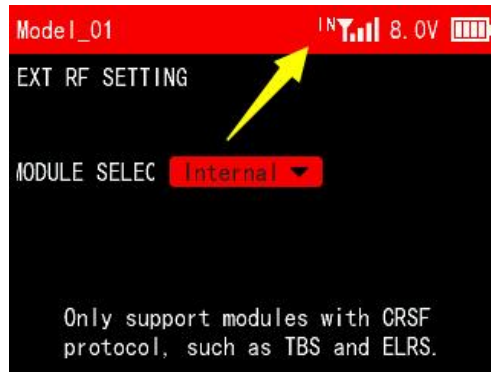 Model_01 IN 8.0V
EXT RF SETTING
MODULE SELEC Internal
Only support modules with CRSF
protocol, such as TBS and ELRS.